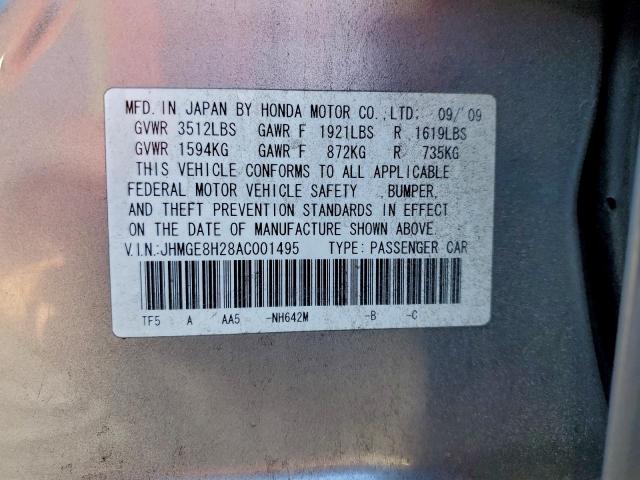 MFD. IN JAPAN BY HONDA MOTOR CO.,LTD: 09/ 09
GVWR 3512LBS GAWR F 1921LBS R 1619LBS
GVWR 1594KG GAWR F 872KG R 735KG
THIS VEHICLE CONFORMS TO ALL APPLICABLE
FEDERAL MOTOR VEHICLE SAFETY ,BUMPER,
AND THEFT PREVENTION STANDARDS IN EFFECT
ON THE DATE OF MANUFACTURE SHOWN ABOVE.
V.I.N.:JHMGE8H28AC001495 TYPE: PASSENGER CAR
TF5 A AA5 -NH642M -B -C